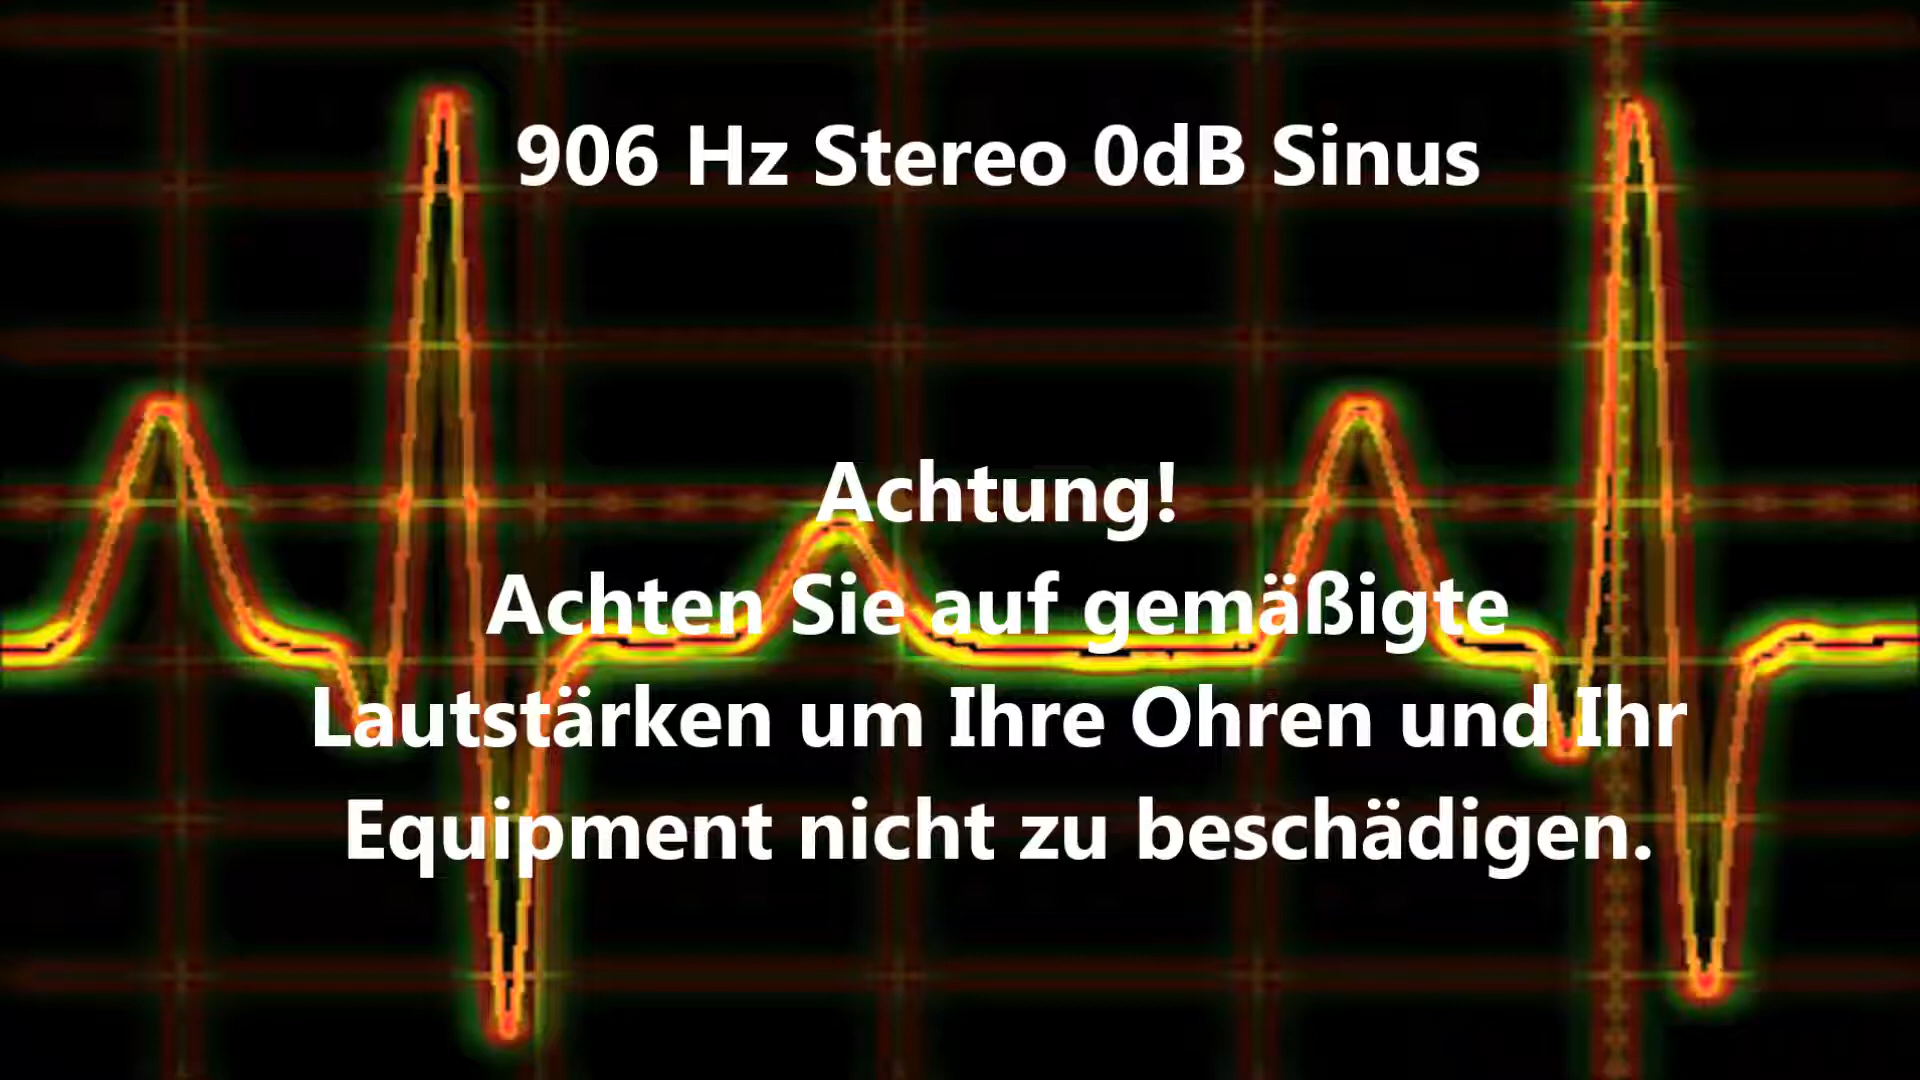 906 Hz Stereo 0dB Sinus
Achtung!
Achten Sie auf gemäßigte
Lautstärken um Ihre Ohren und Ihr
Equipment nicht zu beschädigen.